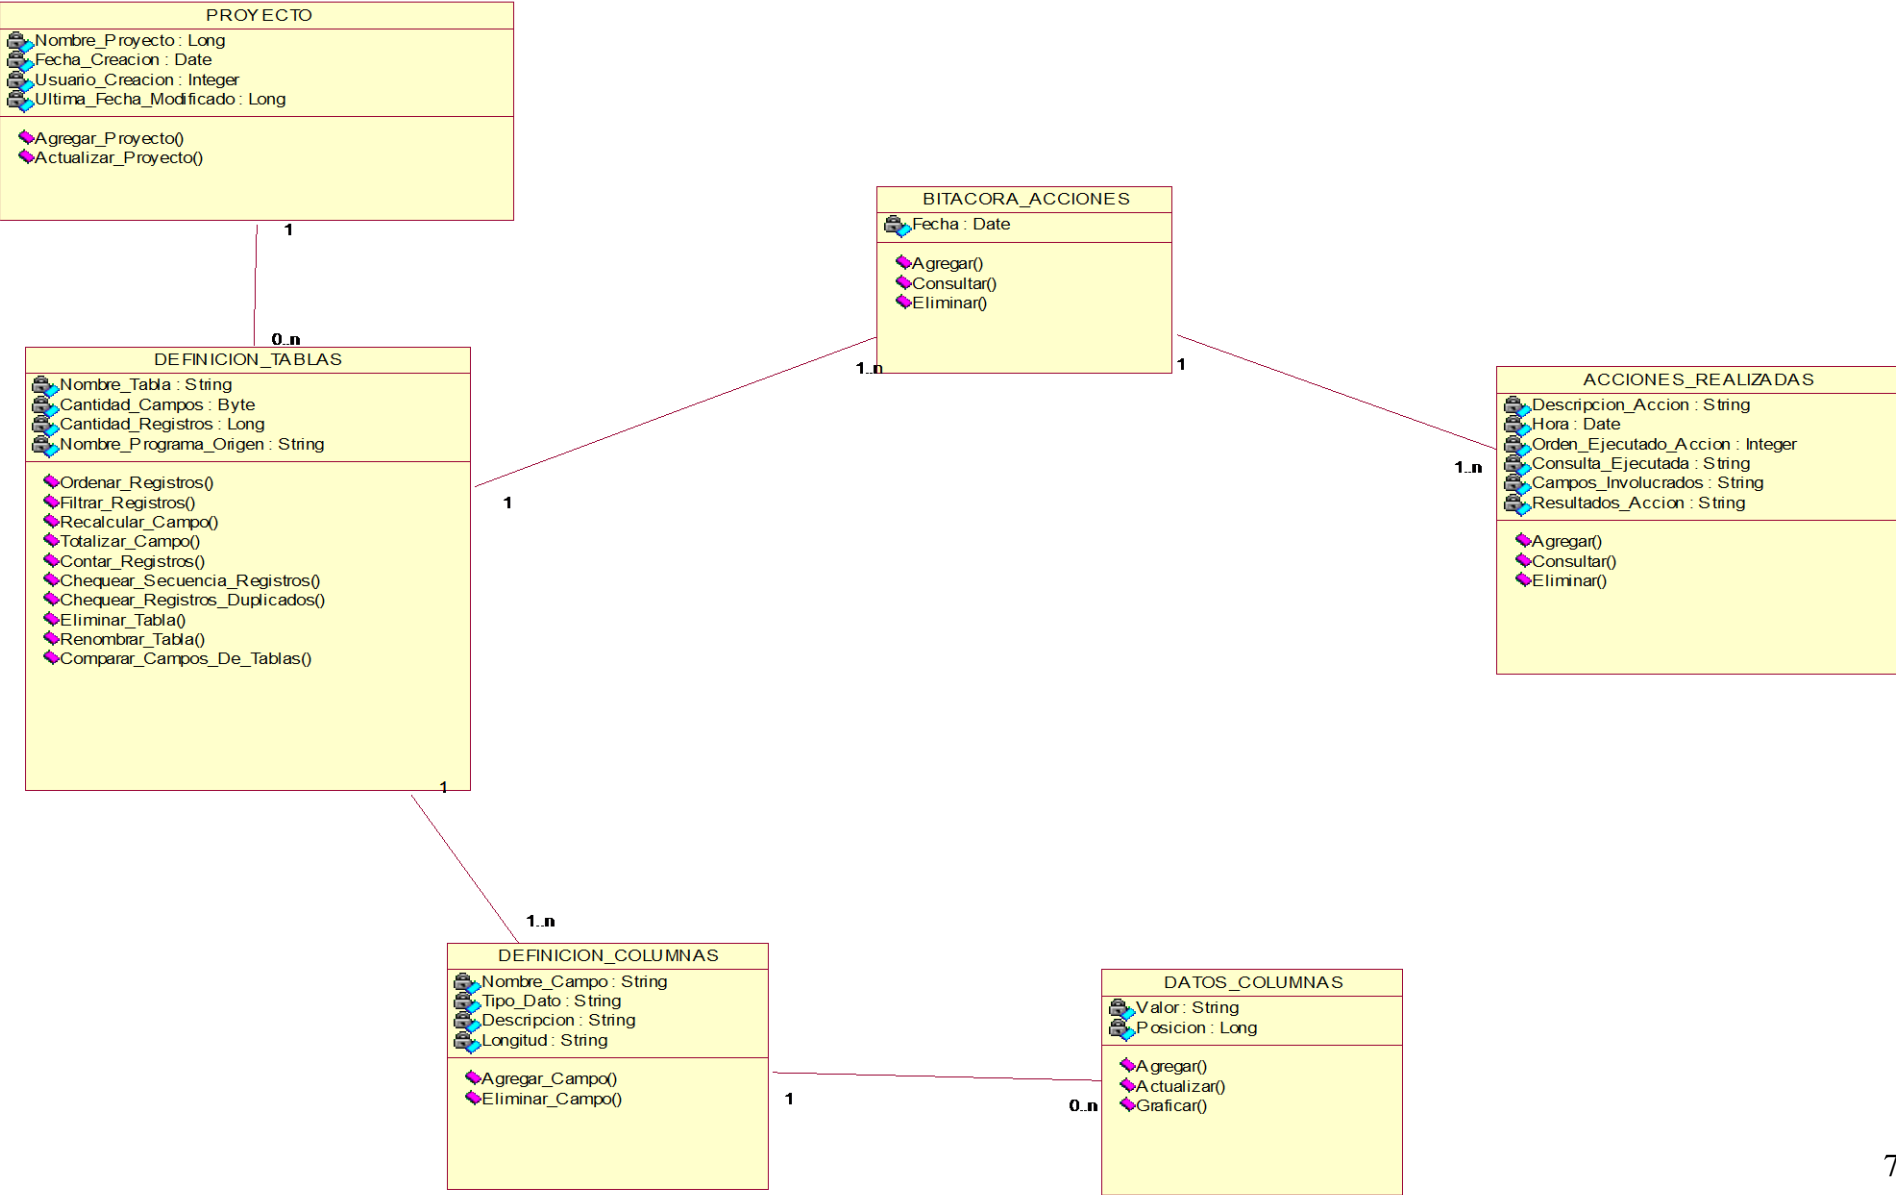 PROYECTO
Nombre_Proyecto : Long
Fecha_Creacion : Date
Usuario_Creacion : Integer
Ultima_Fecha_Modificado : Long
Agregar_Proyecto()
Actualizar_Proyecto()
1
0..n
DEFINICION_TABLAS
Nombre_Tabla : String
Cantidad_Campos : Byte
Cantidad_Registros : Long
Nombre_Programa_Origen : String
Ordenar_Registros()
Filtrar_Registros()
Recalcular_Campo()
Totalizar_Campo()
Contar_Registros()
Chequear_Secuencia_Registros()
Chequear_Registros_Duplicados()
Eliminar_Tabla()
Renombrar_Tabla()
Comparar_Campos_De_Tablas()
1
1
BITACORA_ACCIONES
Fecha : Date
Agregar()
Consultar()
Eliminar()
1..n
1
ACCIONES_REALIZADAS
Descripcion_Accion : String
Hora : Date
Orden_Ejecutado_Accion : Integer
Consulta_Ejecutada : String
Campos_Involucrados : String
Resultados_Accion : String
Agregar()
Consultar()
Eliminar()
1..n
1..n
DEFINICION_COLUMNAS
Nombre_Campo : String
Tipo_Dato : String
Descripcion : String
Longitud : String
Agregar_Campo()
Eliminar_Campo()
1
0..n
DATOS_COLUMNAS
Valor : String
Posicion : Long
Agregar()
Actualizar()
Graficar()
7